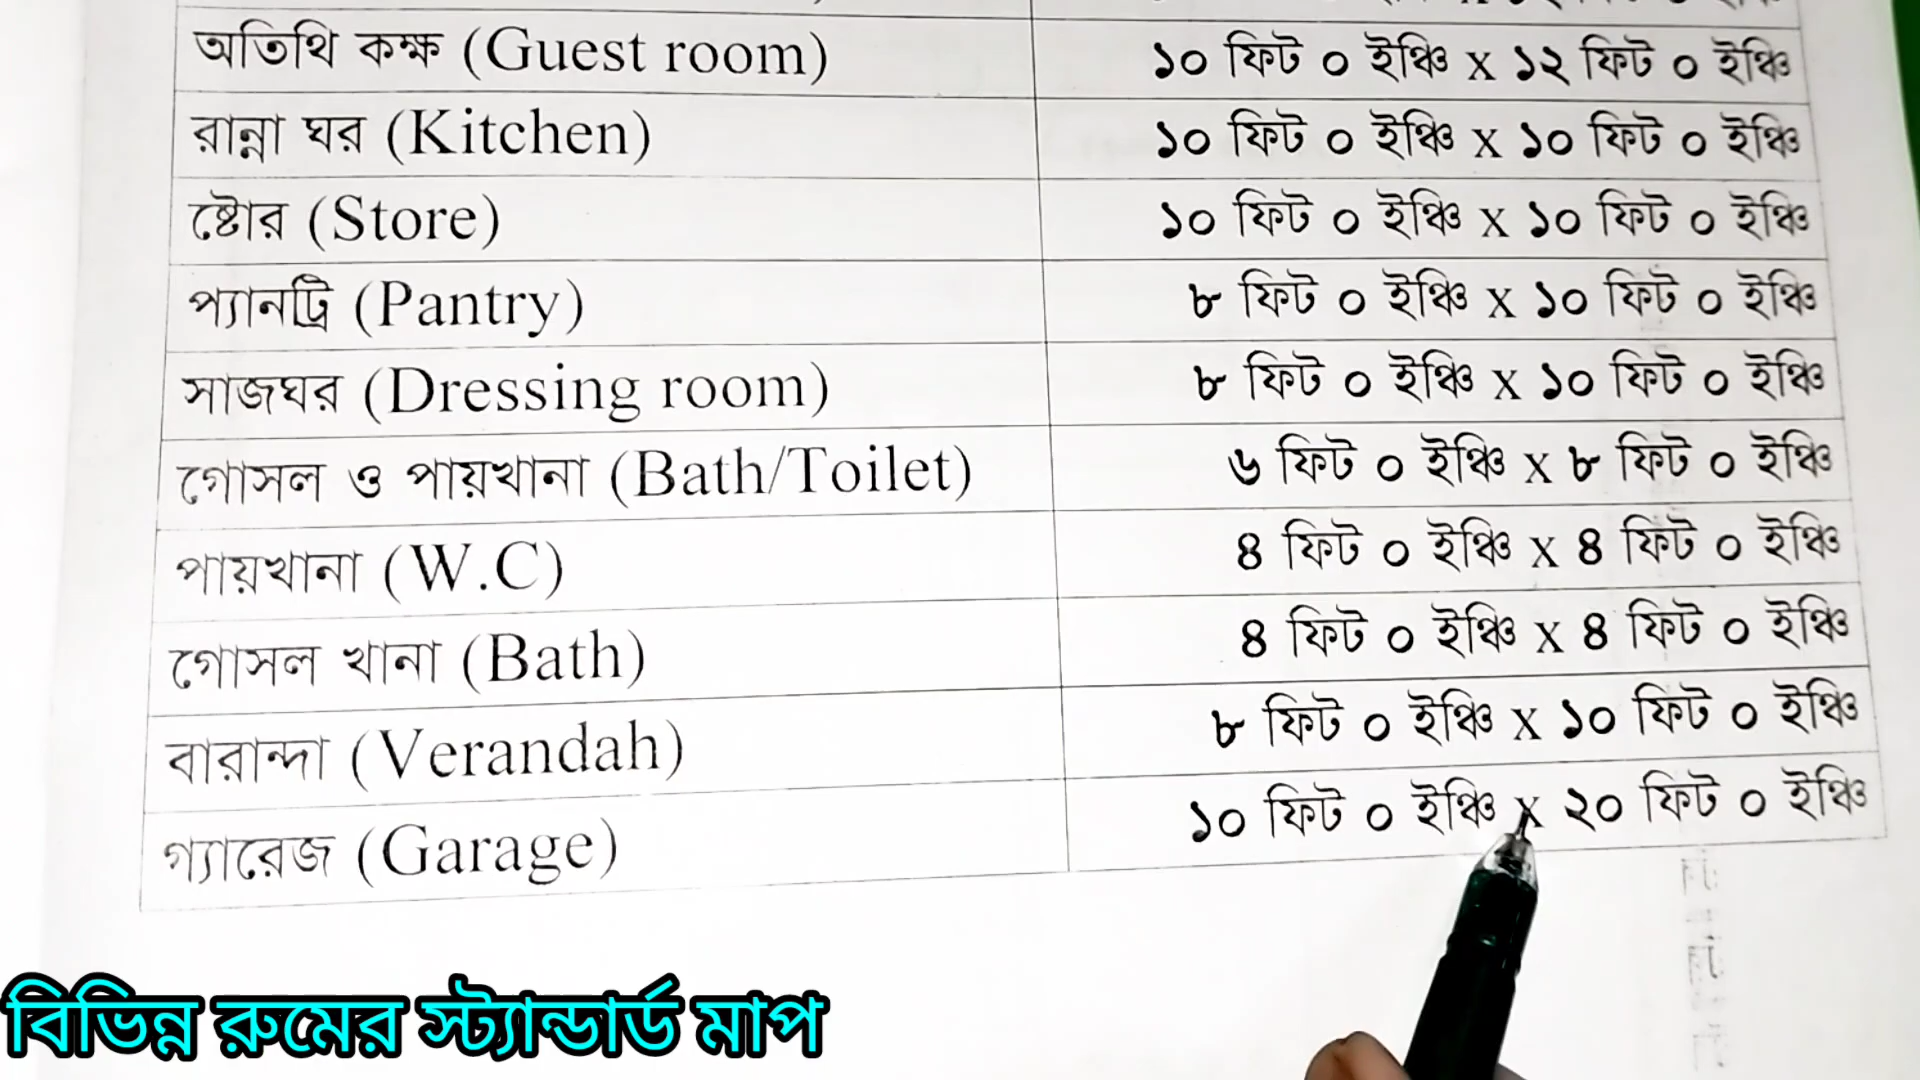 অতিথি কক্ষ (Guest room) ১০ ফিট ০ ইঞ্চি x ১২ ফিট ০ ইঞ্চি
রান্না ঘর (Kitchen) ১০ ফিট ০ ইঞ্চি x ১০ ফিট ০ ইঞ্চি
ষ্টোর (Store) ১০ ফিট ০ ইঞ্চি x ১০ ফিট ০ ইঞ্চি
প্যানট্রি (Pantry) ৮ ফিট ০ ইঞ্চি x ১০ ফিট ০ ইঞ্চি
সাজঘর (Dressing room) ৮ ফিট ০ ইঞ্চি x ১০ ফিট ০ ইঞ্চি
গোসল ও পায়খানা (Bath/Toilet) ৬ ফিট ০ ইঞ্চি x ৮ ফিট ০ ইঞ্চি
পায়খানা (W.C) ৪ ফিট ০ ইঞ্চি x ৪ ফিট ০ ইঞ্চি
গোসল খানা (Bath) ৪ ফিট ০ ইঞ্চি x ৪ ফিট ০ ইঞ্চি
বারান্দা (Verandah) ৮ ফিট ০ ইঞ্চি x ১০ ফিট ০ ইঞ্চি
গ্যারেজ (Garage) ১০ ফিট ০ ইঞ্চি x ২০ ফিট ০ ইঞ্চি
বিভিন্ন রুমের স্ট্যান্ডার্ড মাপ